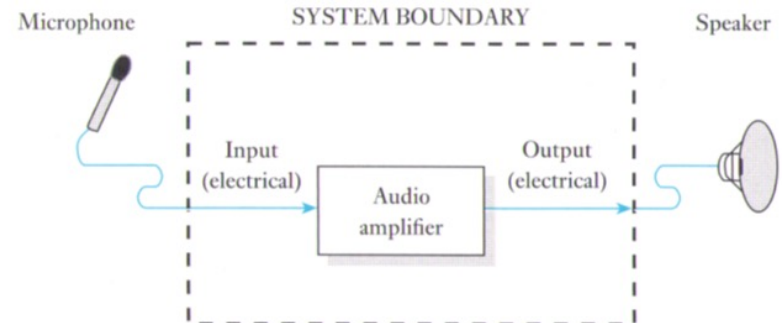 SYSTEM BOUNDARY
Microphone
Speaker
Input
(electrical)
Output
(electrical)
Audio
amplifier